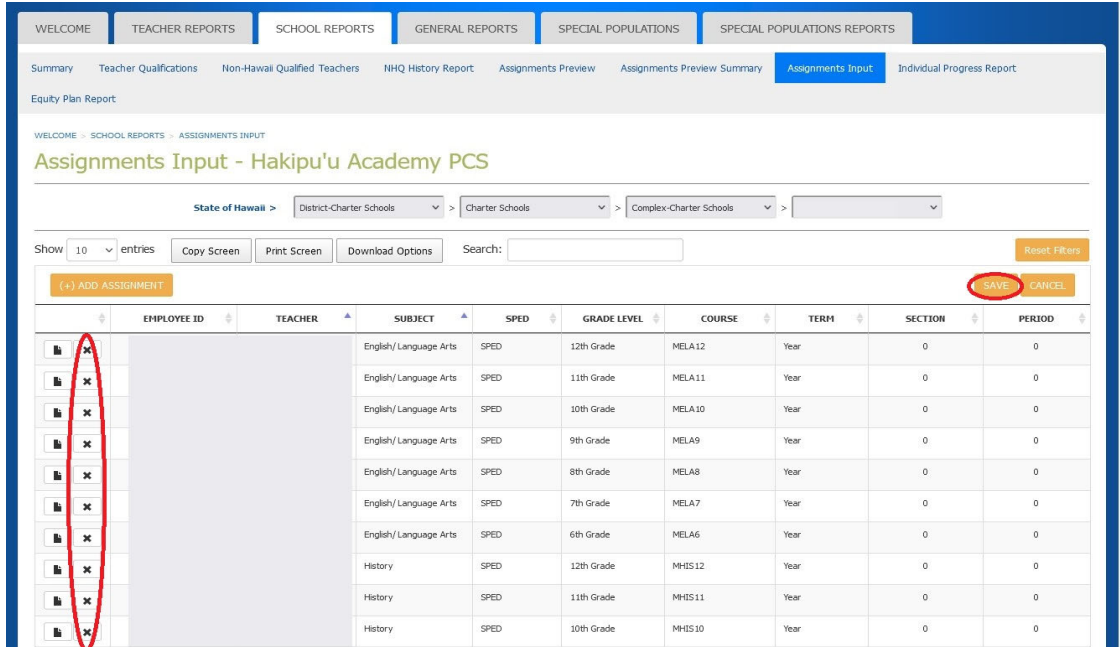 WELCOME TEACHER REPORTS SCHOOL REPORTS GENERAL REPORTS SPECIAL POPULATIONS SPECIAL POPULATIONS REPORTS
Summary Teacher Qualifications Non-Hawaii Qualified Teachers NHQ History Report Assignments Preview Assignments Preview Summary Assignments Input Individual Progress Report
Equity Plan Report
WELCOME > SCHOOL REPORTS > ASSIGNMENTS INPUT
Assignments Input - Hakipu'u Academy PCS
State of Hawaii > District-Charter Schools > Charter Schools > Complex-Charter Schools >
Show 10 entries Copy Screen Print Screen Download Options Search: Reset Filters
(+) ADD ASSIGNMENT SAVE CANCEL
EMPLOYEE ID TEACHER SUBJECT SPED GRADE LEVEL COURSE TERM SECTION PERIOD
English/Language Arts SPED 12th Grade MELA12 Year 0 0
English/Language Arts SPED 11th Grade MELA11 Year 0 0
English/Language Arts SPED 10th Grade MELA10 Year 0 0
English/Language Arts SPED 9th Grade MELA9 Year 0 0
English/Language Arts SPED 8th Grade MELA8 Year 0 0
English/Language Arts SPED 7th Grade MELA7 Year 0 0
English/Language Arts SPED 6th Grade MELA6 Year 0 0
History SPED 12th Grade MHIS12 Year 0 0
History SPED 11th Grade MHIS11 Year 0 0
History SPED 10th Grade MHIS10 Year 0 0